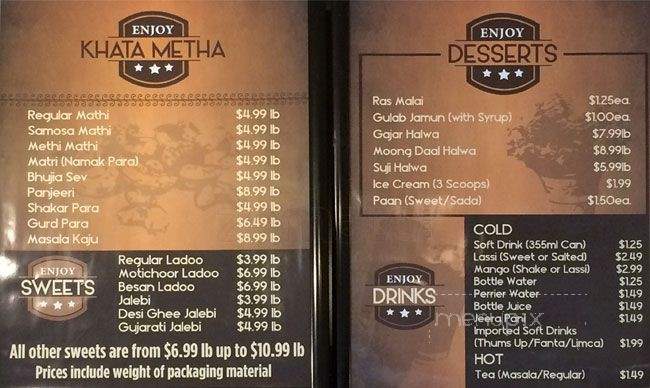 ENJOY
KHATA METHA
Regular Mathi $4.99 lb
Samosa Mathi $4.99 lb
Methi Mathi $4.99 lb
Matri (Namak Para) $4.99 lb
Bhujia Sev $4.99 lb
Panjeeri $8.99 lb
Shakar Para $4.99 lb
Gurd Para $6.49 lb
Masala Kaju $8.99 lb
ENJOY
SWEETS
Regular Ladoo $3.99 lb
Motichoor Ladoo $6.99 lb
Besan Ladoo $6.99 lb
Jalebi $3.99 lb
Desi Ghee Jalebi $4.99 lb
Gujarati Jalebi $4.99 lb
All other sweets are from $6.99 lb up to $10.99 lb
Prices include weight of packaging material
ENJOY
DESSERTS
Ras Malai $1.25ea.
Gulab Jamun (with Syrup) $1.00ea.
Gajar Halwa $7.99lb
Moong Daal Halwa $8.99lb
Suji Halwa $5.99lb
Ice Cream (3 Scoops) $1.99
Paan (Sweet/Sada) $1.50ea.
ENJOY
DRINKS
COLD
Soft Drink (355ml Can) $1.25
Lassi (Sweet or Salted) $2.49
Mango (Shake or Lassi) $2.99
Bottle Water $1.25
Perrier Water $1.49
Bottle Juice $1.49
Jeera Pani $1.49
Imported Soft Drinks
(Thums Up/Fanta/Limca) $1.99
HOT
Tea (Masala/Regular) $1.49
menupix